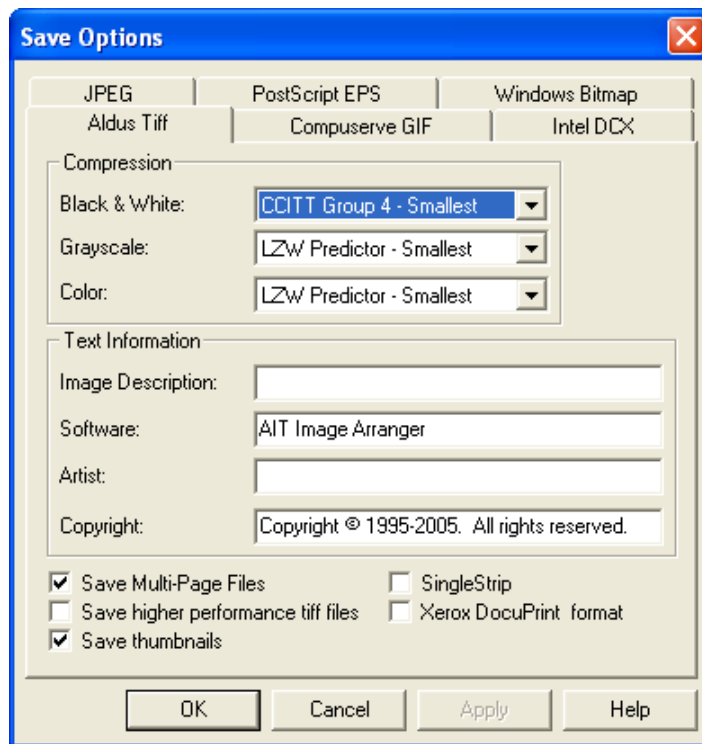 Save Options
JPEG PostScript EPS Windows Bitmap
Aldus Tiff Compuserve GIF Intel DCX
Compression
Black & White: CCITT Group 4 - Smallest
Grayscale: LZW Predictor - Smallest
Color: LZW Predictor - Smallest
Text Information
Image Description:
Software: AIT Image Arranger
Artist:
Copyright: Copyright © 1995-2005.  All rights reserved.
Save Multi-Page Files SingleStrip
Save higher performance tiff files Xerox DocuPrint  format
Save thumbnails
OK Cancel Apply Help